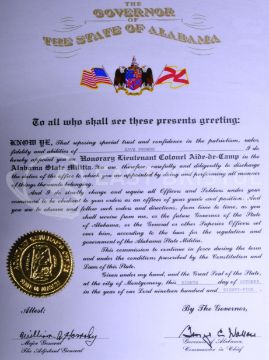 THE
GOVERNOR
OF
THE STATE OF ALABAMA
To all who shall see these presents greeting:
KNOW YE, That reposing special trust and confidence in the patriotism, valor,
fidelity and abilities of I do
hereby appoint you an Honorary Lieutenant Colonel Aide-de-Camp in the
Alabama State Militia. You are, therefore, carefully and diligently to discharge
the duties of the office to which you are appointed by doing and performing all manner
of things thereunto belonging.
And I do strictly charge and require all Officers and Soldiers under your
command to be obedient to your orders as an officer of your grade and position. And
you are to observe and follow such orders and directions, from time to time, as you
shall receive from me, or the future Governor of the State
of Alabama, or the General or other Superior Officers set
over him, according to the laws for the regulation and
government of the Alabama State Militia.
This commission to continue in force during the term
and under the conditions prescribed by the Constitution
and Laws of this State.
Given under my hand, and the Great Seal of the State,
at the city of Montgomery, this day of OCTOBER,
in the year of our Lord nineteen hundred and
Attest:
By The Governor,
Major General
The Adjutant General
Governor of Alabama,
Commander in Chief